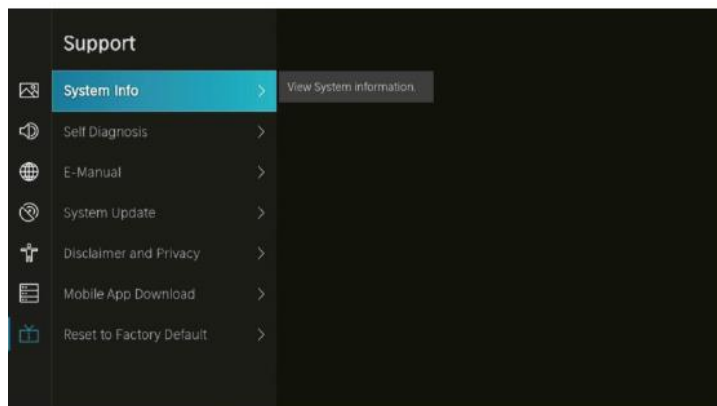 Support
System Info
View System information.
Self Diagnosis
E-Manual
System Update
Disclaimer and Privacy
Mobile App Download
Reset to Factory Default